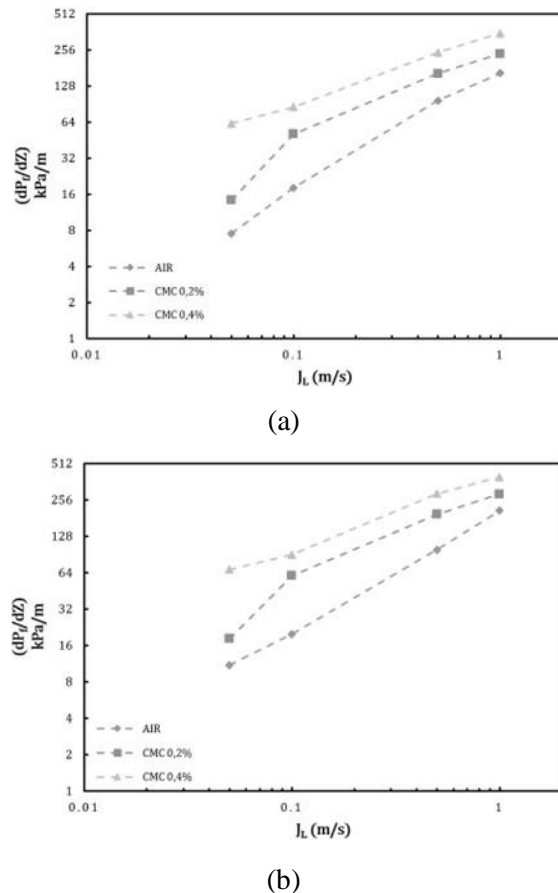 512
256
128
64
32
16
8
4
2
1
(dPf/dZ)
kPa/m
AIR
CMC 0,2%
CMC 0,4%
0.01
0.1
1
JL (m/s)
(a)
512
256
128
64
32
16
8
4
2
1
(dPf/dZ)
kPa/m
AIR
CMC 0,2%
CMC 0,4%
0.01
0.1
1
JL (m/s)
(b)